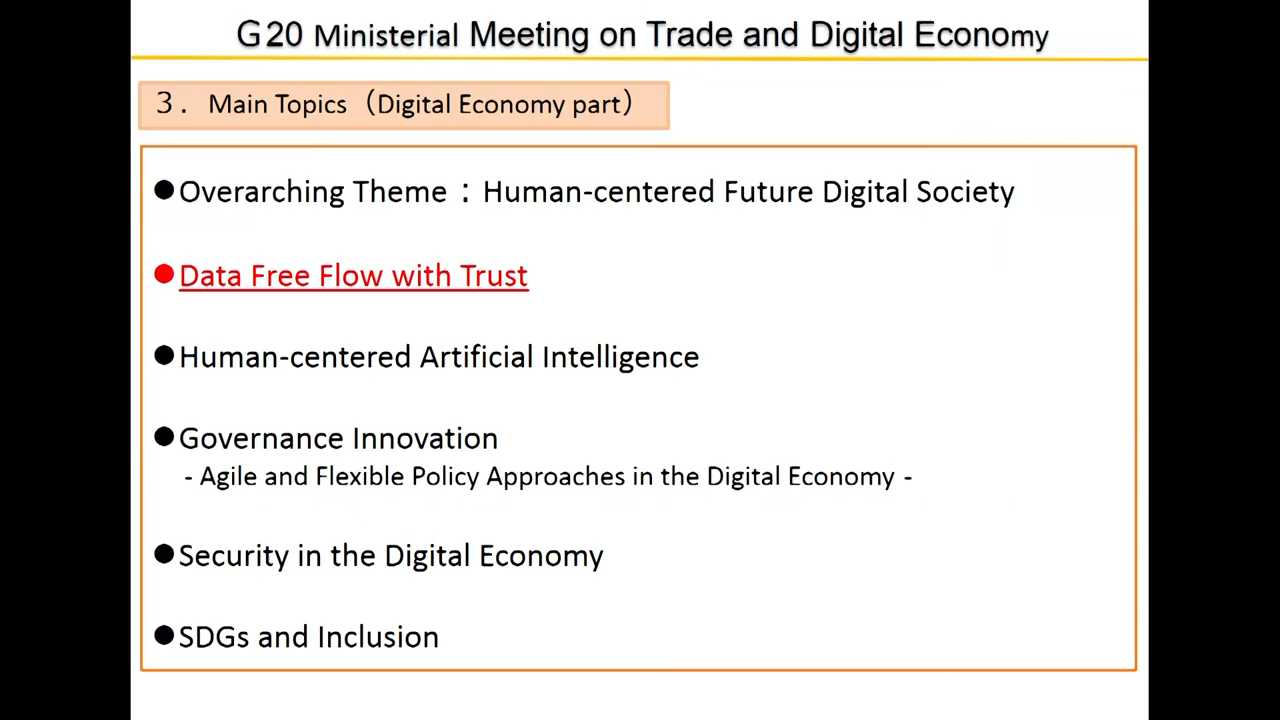 G20 Ministerial Meeting on Trade and Digital Economy
３． Main Topics（Digital Economy part）
●Overarching Theme：Human-centered Future Digital Society
●Data Free Flow with Trust
●Human-centered Artificial Intelligence
●Governance Innovation
- Agile and Flexible Policy Approaches in the Digital Economy -
●Security in the Digital Economy
●SDGs and Inclusion